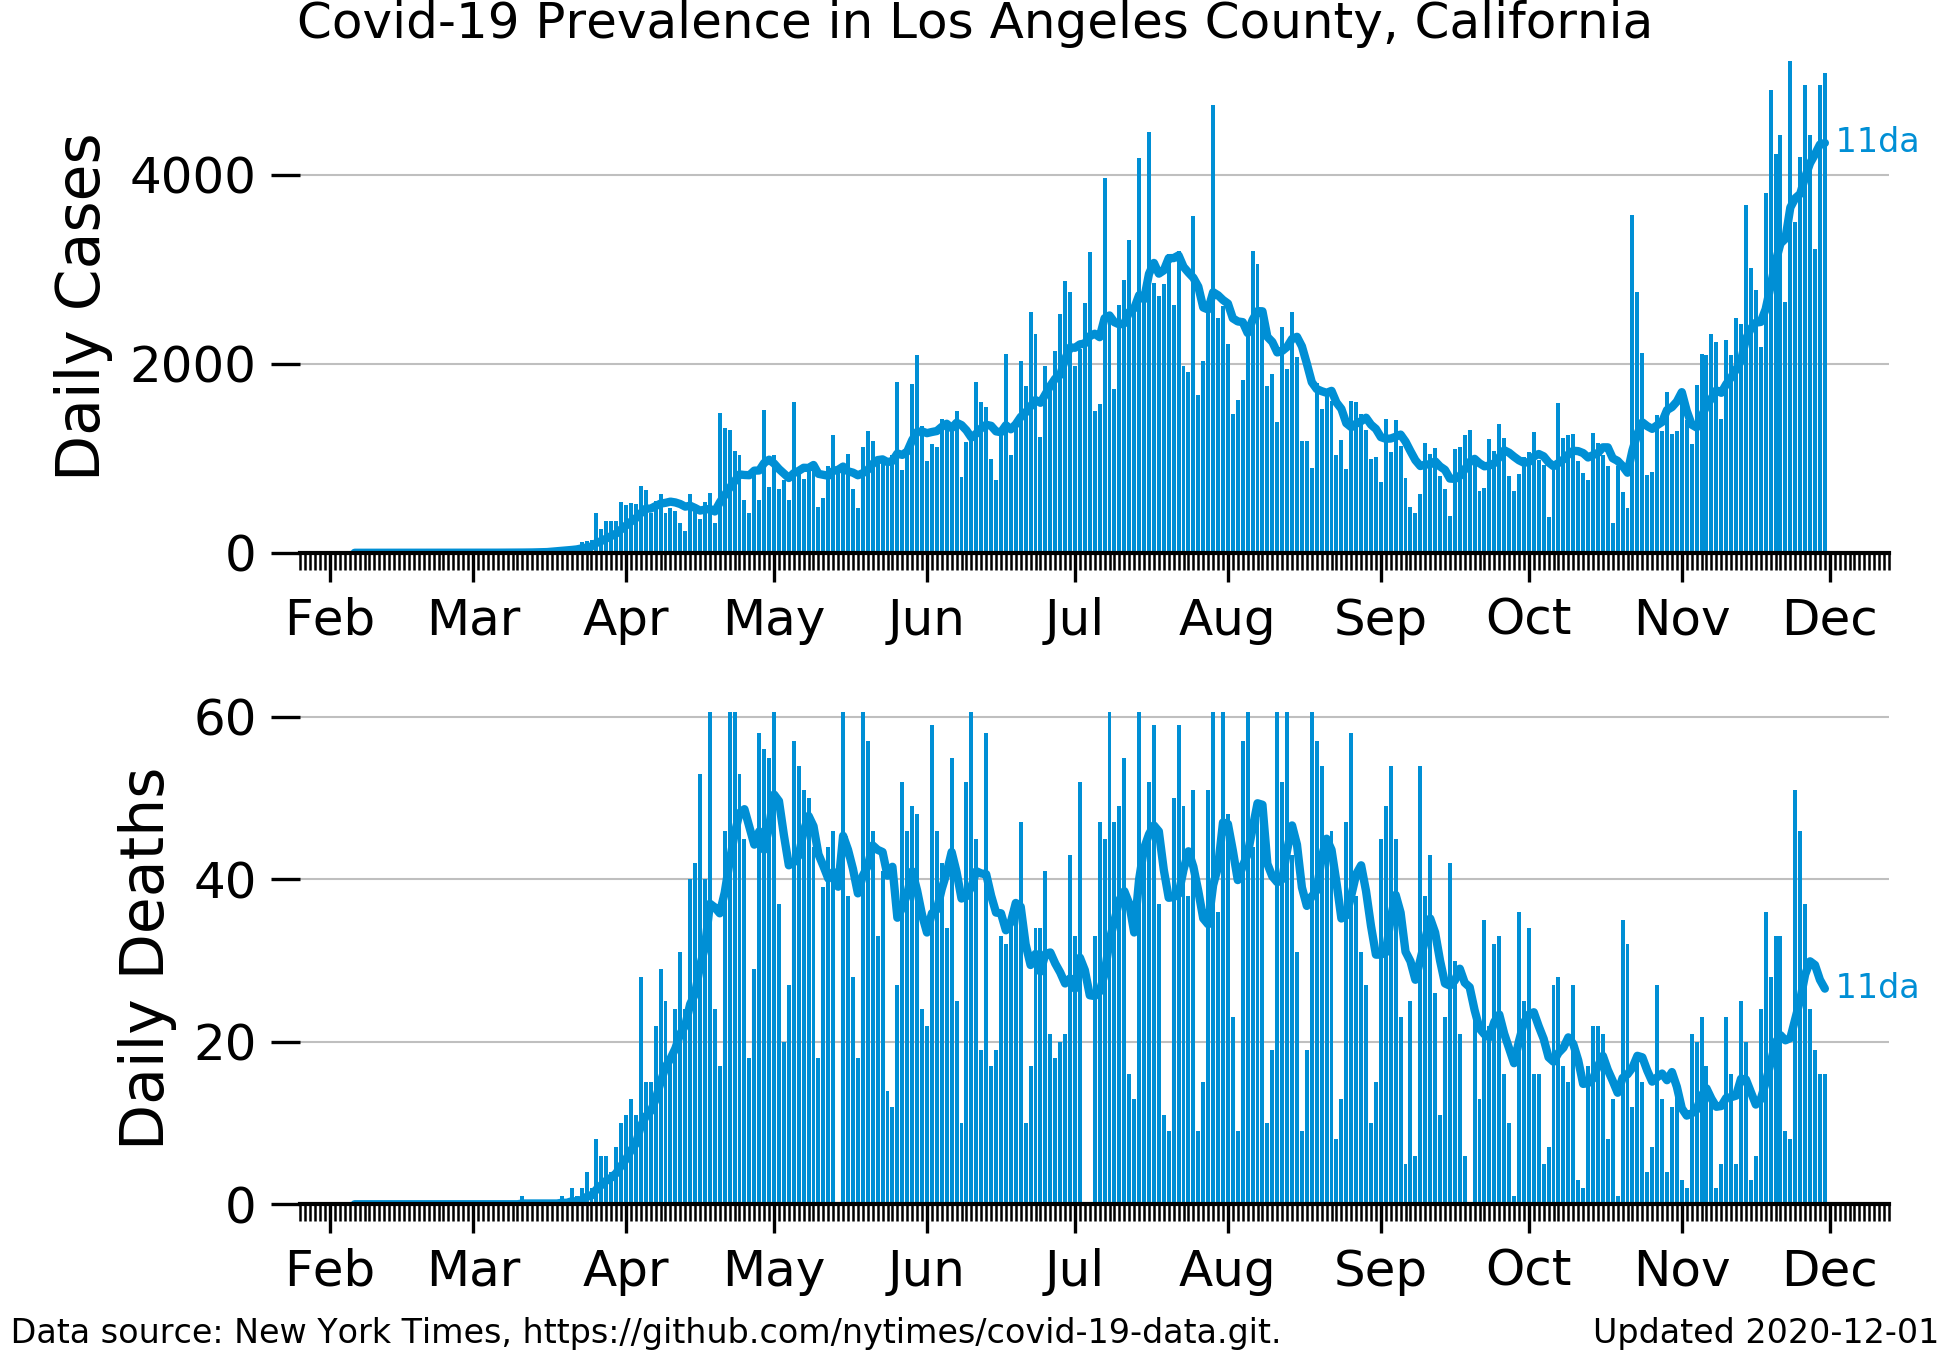 Covid-19 Prevalence in Los Angeles County, California
Daily Cases
4000
2000
0
11da
Feb Mar Apr May Jun Jul Aug Sep Oct Nov Dec
Daily Deaths
60
40
20
0
11da
Feb Mar Apr May Jun Jul Aug Sep Oct Nov Dec
Data source: New York Times, https://github.com/nytimes/covid-19-data.git. Updated 2020-12-01